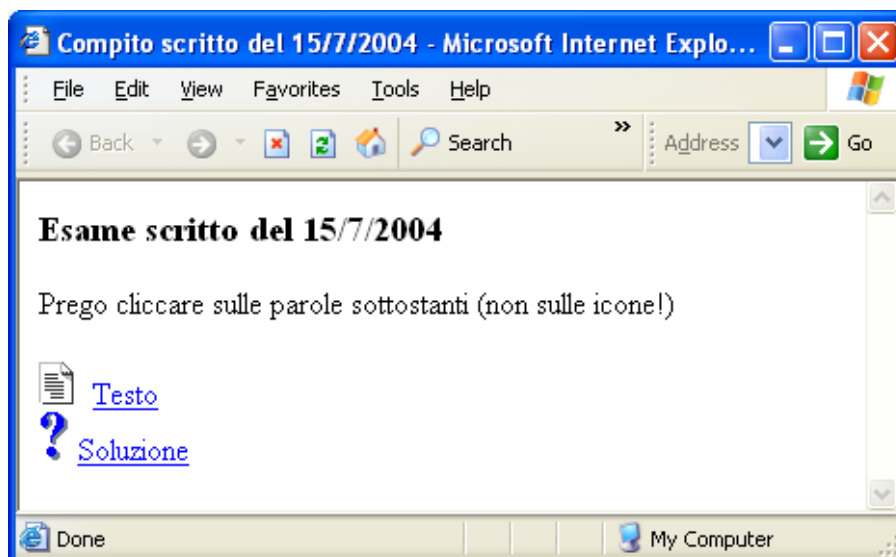 Compito scritto del 15/7/2004 - Microsoft Internet Explo...
File Edit View Favorites Tools Help
Back Search » Address Go
Esame scritto del 15/7/2004
Prego cliccare sulle parole sottostanti (non sulle icone!)
Testo
? Soluzione
Done My Computer